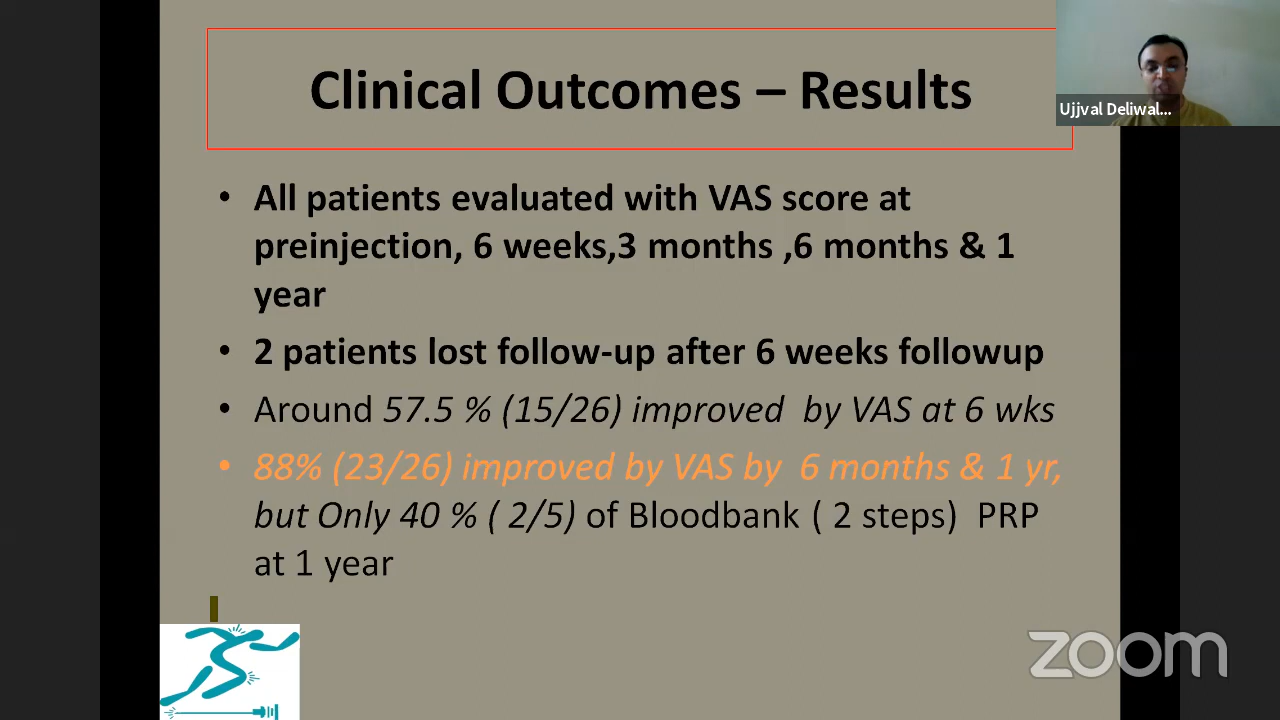 Clinical Outcomes – Results
Ujjval Deliwal...
• All patients evaluated with VAS score at
preinjection, 6 weeks,3 months ,6 months & 1
year
• 2 patients lost follow-up after 6 weeks followup
• Around 57.5 % (15/26) improved by VAS at 6 wks
• 88% (23/26) improved by VAS by 6 months & 1 yr,
but Only 40 % ( 2/5) of Bloodbank ( 2 steps) PRP
at 1 year
zoom